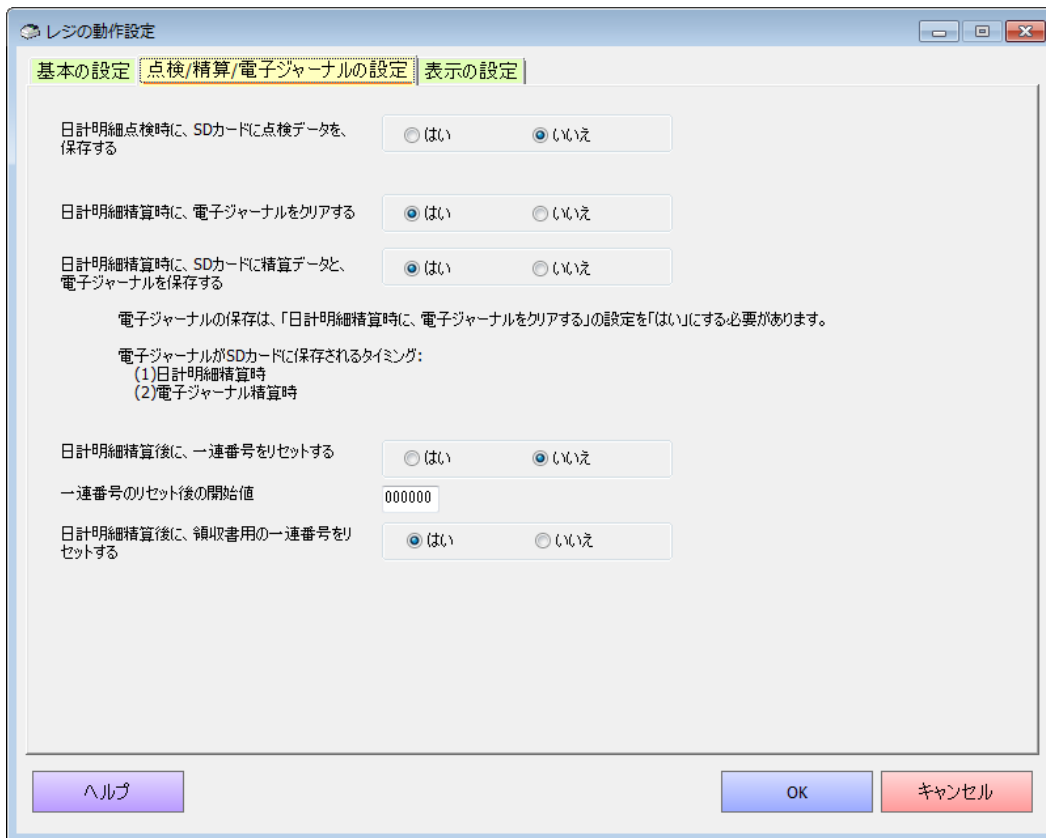 レジの動作設定
基本の設定 点検/精算/電子ジャーナルの設定 表示の設定
日計明細点検時に、SDカードに点検データを、
保存する
はい いいえ
日計明細精算時に、電子ジャーナルをクリアする
はい いいえ
日計明細精算時に、SDカードに精算データと、
電子ジャーナルを保存する
はい いいえ
電子ジャーナルの保存は、「日計明細精算時に、電子ジャーナルをクリアする」の設定を「はい」にする必要があります。
電子ジャーナルがSDカードに保存されるタイミング:
(1)日計明細精算時
(2)電子ジャーナル精算時
日計明細精算後に、一連番号をリセットする
はい いいえ
一連番号のリセット後の開始値
000000
日計明細精算後に、領収書用の一連番号をリ
セットする
はい いいえ
ヘルプ OK キャンセル